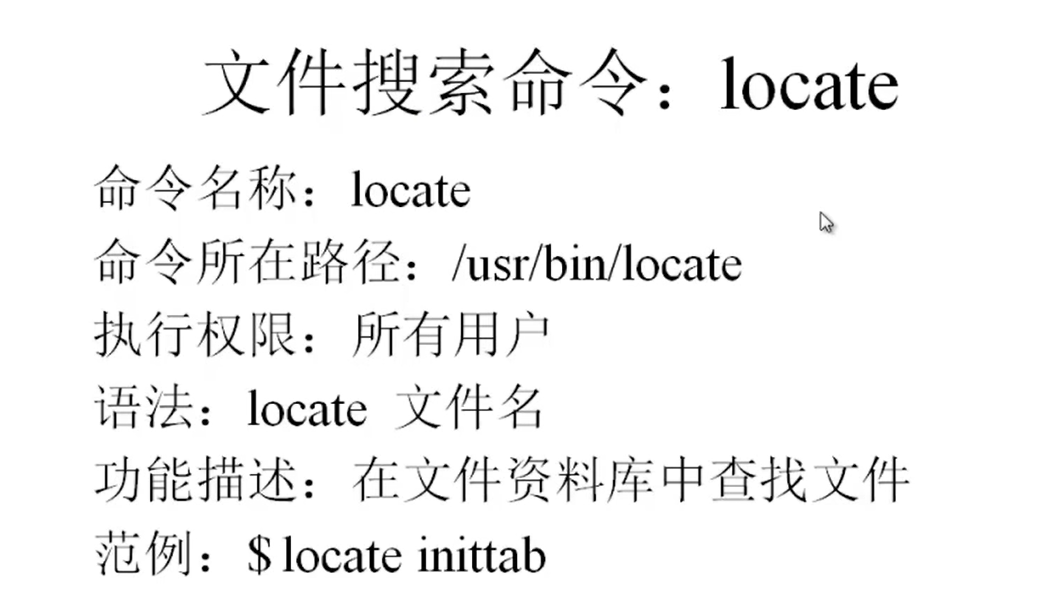 文件搜索命令：locate
命令名称：locate
命令所在路径：/usr/bin/locate
执行权限：所有用户
语法：locate 文件名
功能描述：在文件资料库中查找文件
范例：$ locate inittab